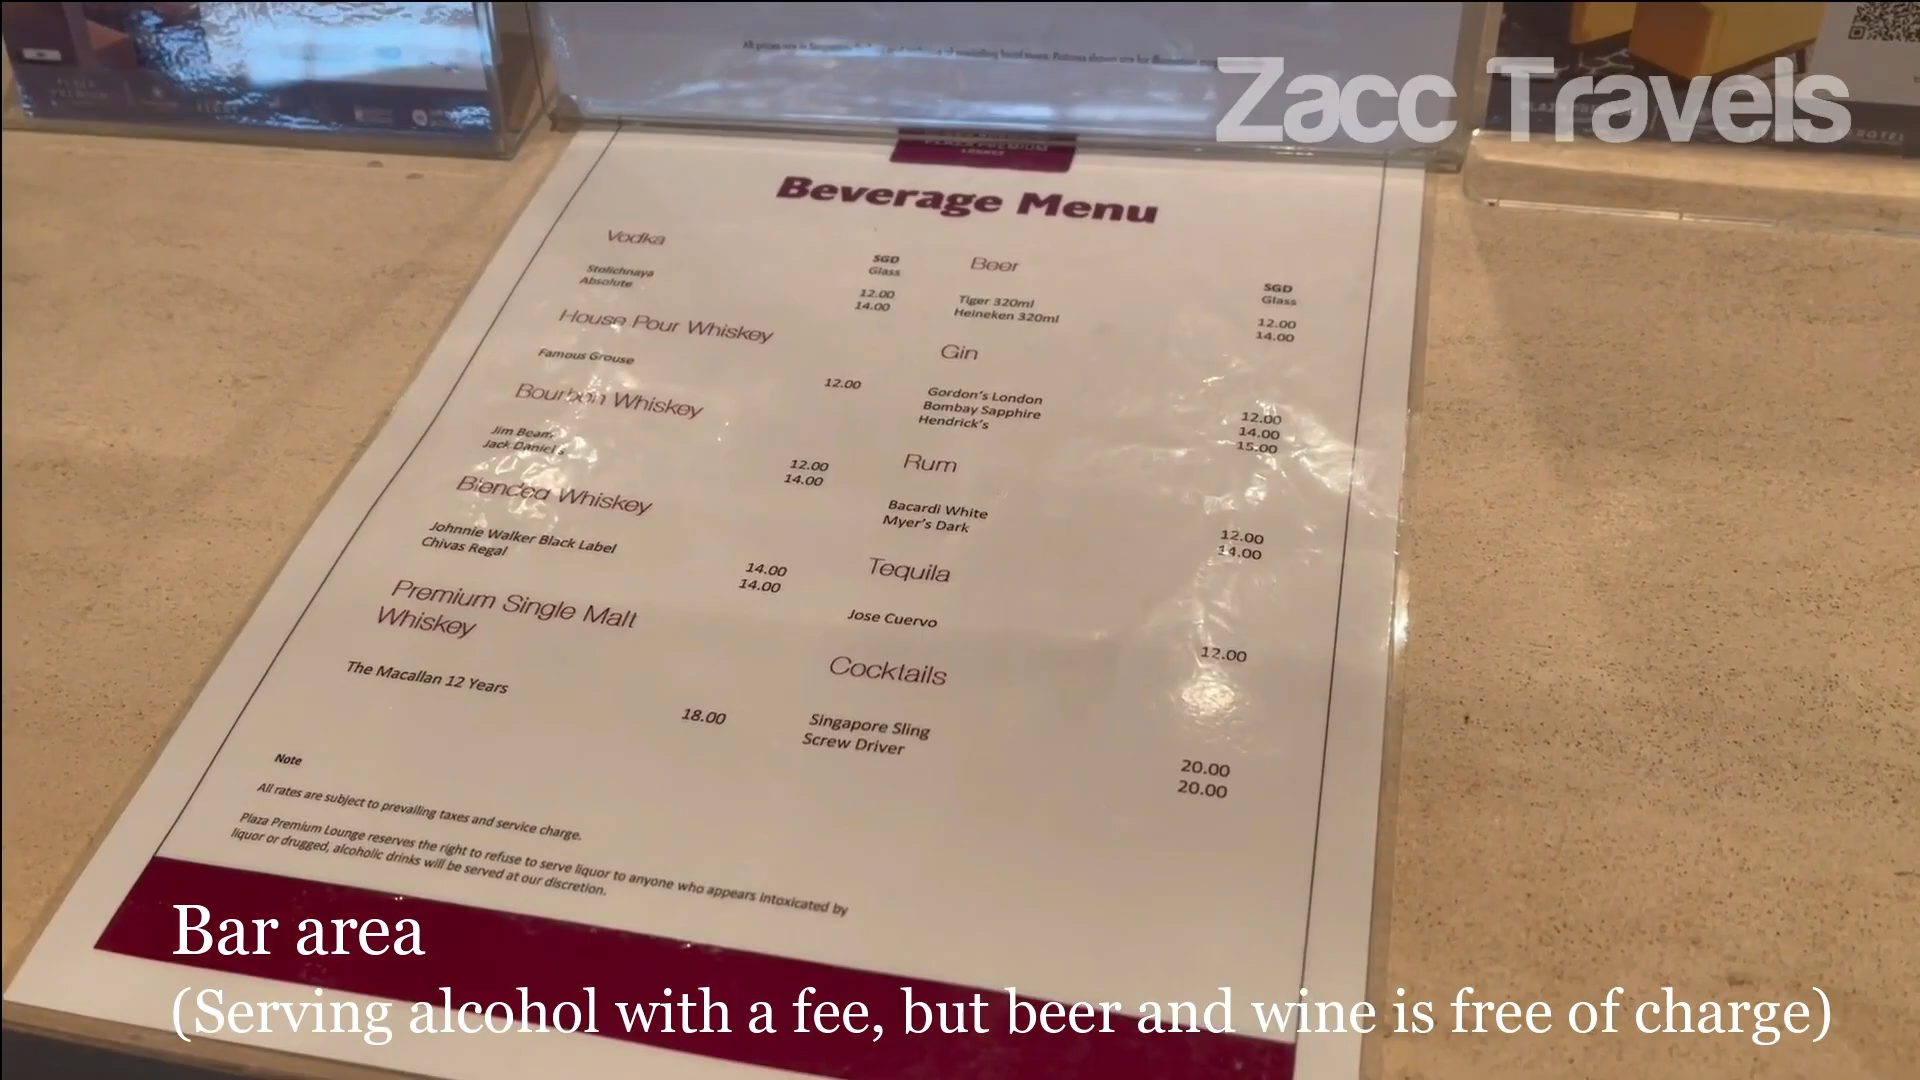 Zacc Travels
PLAZA PREMIUM
LOUNGE
Beverage Menu
Vodka
SGD
Glass
Stolichnaya 12.00
Absolute 14.00
House Pour Whiskey
Famous Grouse 12.00
Bourbon Whiskey
Jim Beam 12.00
Jack Daniel's 14.00
Blended Whiskey
Johnnie Walker Black Label 14.00
Chivas Regal 14.00
Premium Single Malt
Whiskey
The Macallan 12 Years 18.00
Beer
SGD
Glass
Tiger 320ml 12.00
Heineken 320ml 14.00
Gin
Gordon's London 12.00
Bombay Sapphire 14.00
Hendrick's 15.00
Rum
Bacardi White 12.00
Myer's Dark 14.00
Tequila
Jose Cuervo 12.00
Cocktails
Singapore Sling 20.00
Screw Driver 20.00
Note
All rates are subject to prevailing taxes and service charge.
Plaza Premium Lounge reserves the right to refuse to serve liquor to anyone who appears intoxicated by
liquor or drugged, alcoholic drinks will be served at our discretion.
Bar area
(Serving alcohol with a fee, but beer and wine is free of charge)